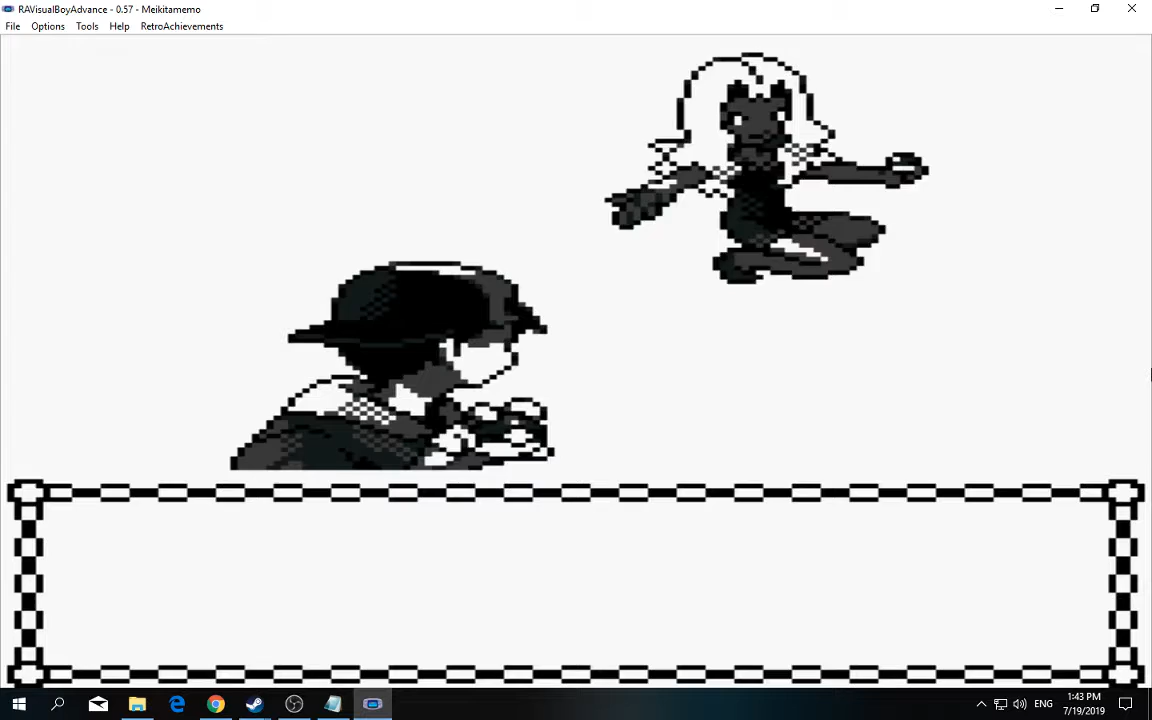 RAVisualBoyAdvance - 0.57 - Meikitamemo
File Options Tools Help RetroAchievements
1:43 PM
ENG
7/19/2019